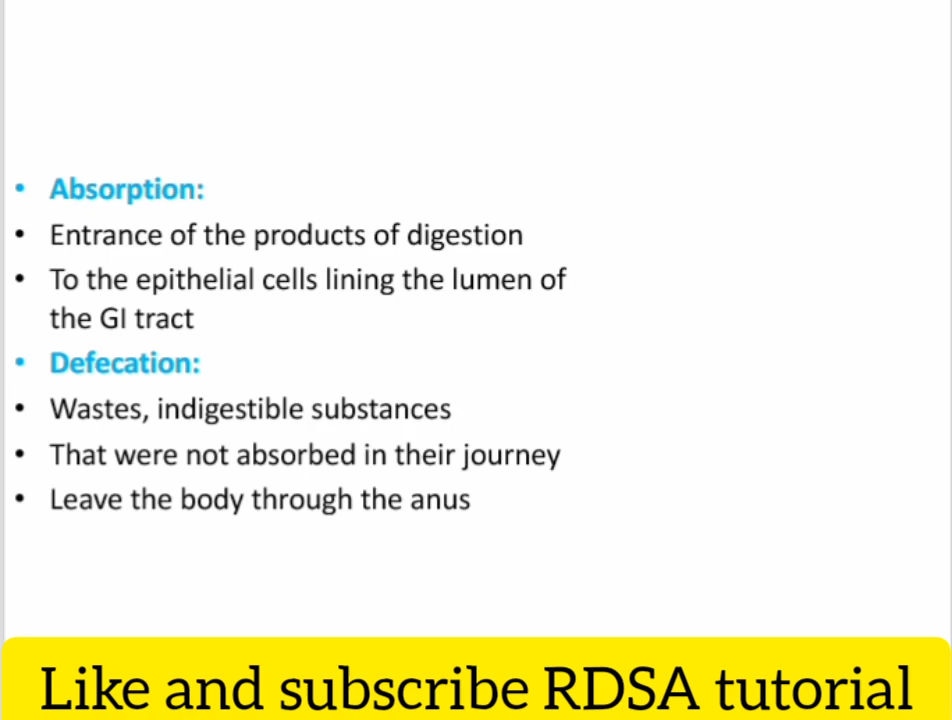 • Absorption:
• Entrance of the products of digestion
• To the epithelial cells lining the lumen of
the GI tract
• Defecation:
• Wastes, indigestible substances
• That were not absorbed in their journey
• Leave the body through the anus
Like and subscribe RDSA tutorial